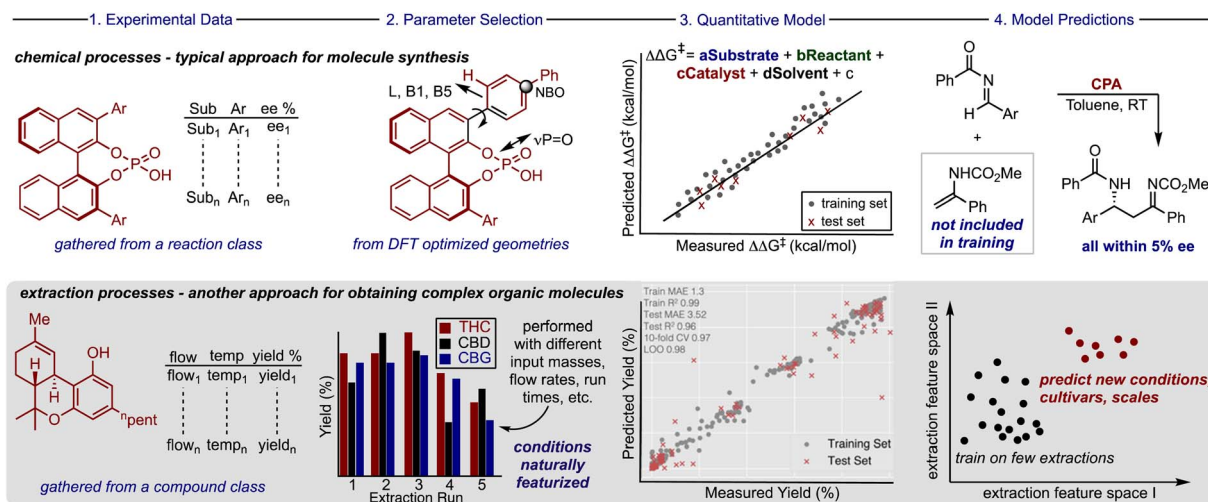 1. Experimental Data
2. Parameter Selection
3. Quantitative Model
4. Model Predictions
chemical processes - typical approach for molecule synthesis
Ar
O
O
P
O
OH
Ar
Sub Ar ee %
Sub1 Ar1 ee1
Subn Arn een
gathered from a reaction class
L, B1, B5
H
Ph
NBO
νP=O
O
O
P
O
OH
Ar
from DFT optimized geometries
ΔΔG‡= aSubstrate + bReactant +
cCatalyst + dSolvent + c
Predicted ΔΔG‡ (kcal/mol)
training set
test set
Measured ΔΔG‡ (kcal/mol)
O
Ph
N
H
Ar
+
NHCO2Me
Ph
not included
in training
CPA
Toluene, RT
O
Ph
NH
NCO2Me
Ar
Ph
all within 5% ee
extraction processes - another approach for obtaining complex organic molecules
Me
OH
H
H
O
npent
flow temp yield %
flow1 temp1 yield1
flown tempn yieldn
gathered from a compound class
Yield (%)
THC
CBD
CBG
1 2 3 4 5
Extraction Run
performed
with different
input masses,
flow rates, run
times, etc.
conditions
naturally
featurized
Train MAE 1.3
Train R² 0.99
Test MAE 3.52
Test R² 0.96
10-fold CV 0.97
LOO 0.98
Predicted Yield (%)
Training Set
Test Set
Measured Yield (%)
extraction feature space II
predict new conditions,
cultivars, scales
train on few extractions
extraction feature space I